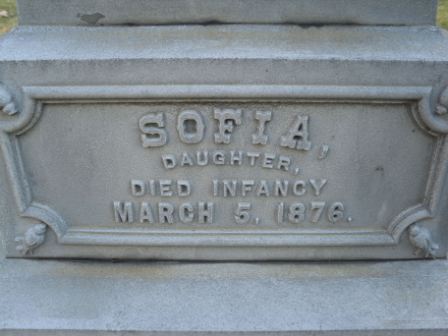 SOFIA,
DAUGHTER,
DIED INFANCY
MARCH 5, 1876.